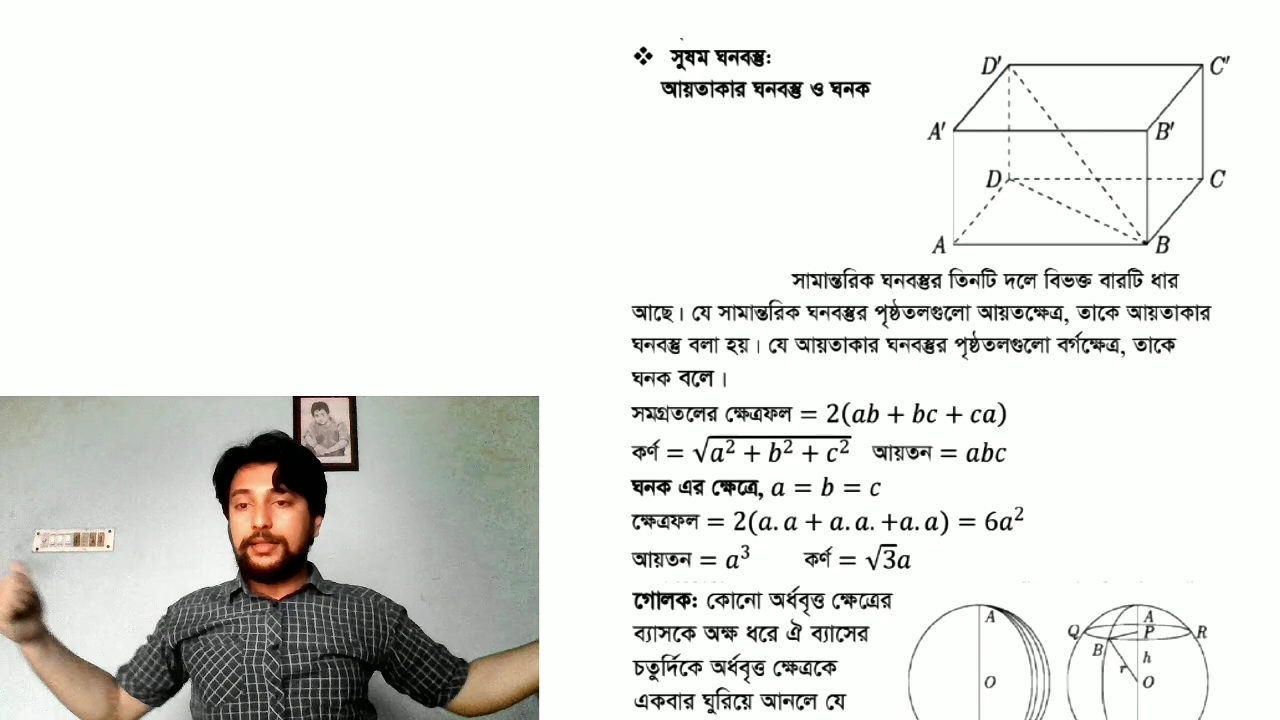 ❖ সুষম ঘনবস্তু:
আয়তাকার ঘনবস্তু ও ঘনক
D' C'
A' B'
D C
A B
সামান্তরিক ঘনবস্তুর তিনটি দলে বিভক্ত বারটি ধার
আছে। যে সামান্তরিক ঘনবস্তুর পৃষ্ঠতলগুলো আয়তক্ষেত্র, তাকে আয়তাকার
ঘনবস্তু বলা হয়। যে আয়তাকার ঘনবস্তুর পৃষ্ঠতলগুলো বর্গক্ষেত্র, তাকে
ঘনক বলে।
সমগ্রতলের ক্ষেত্রফল = 2(ab + bc + ca)
কর্ণ = √(a² + b² + c²) আয়তন = abc
ঘনক এর ক্ষেত্রে, a = b = c
ক্ষেত্রফল = 2(a. a + a. a. +a. a) = 6a²
আয়তন = a³ কর্ণ = √3a
গোলক: কোনো অর্ধবৃত্ত ক্ষেত্রের
ব্যাসকে অক্ষ ধরে ঐ ব্যাসের
চতুর্দিকে অর্ধবৃত্ত ক্ষেত্রকে
একবার ঘুরিয়ে আনলে যে
A
O
A
Q P R
B h
r O